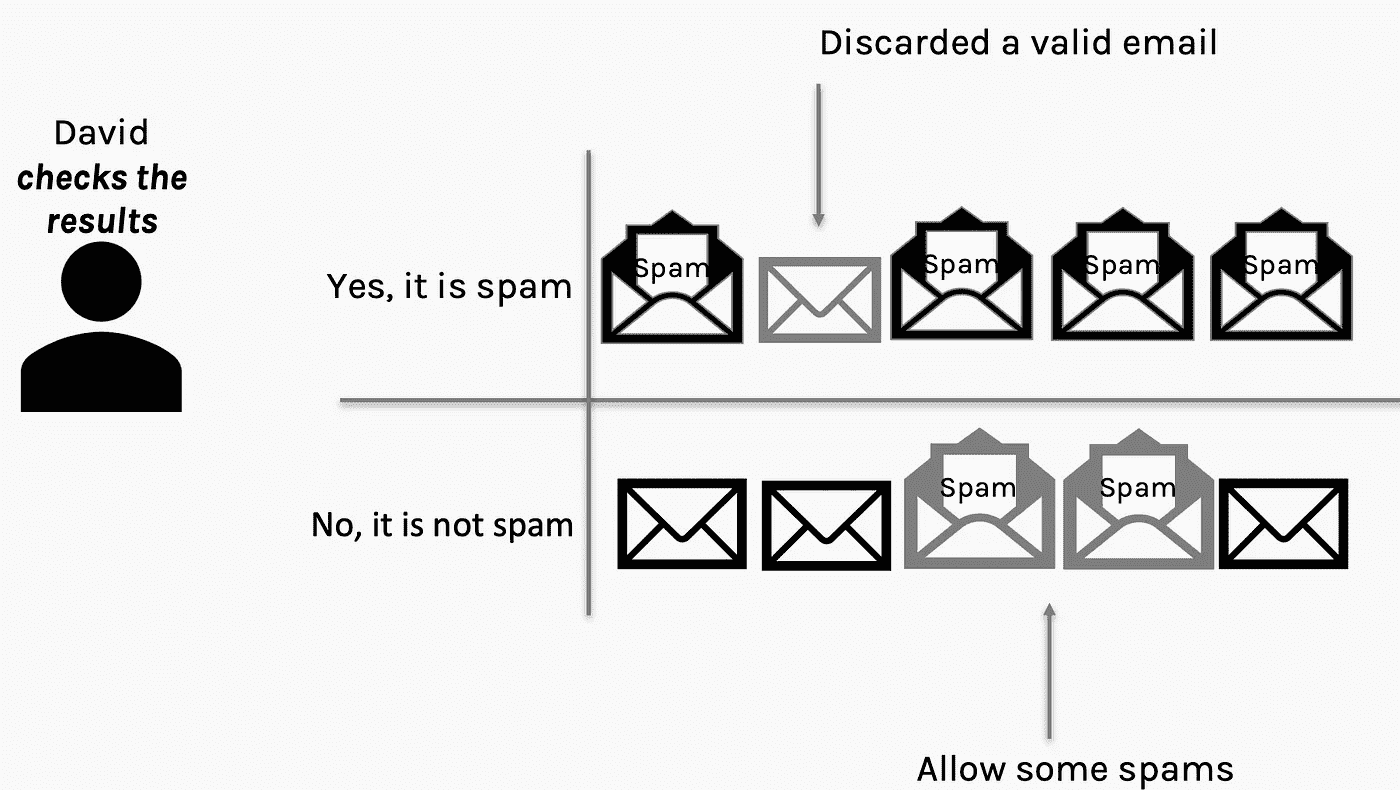 Discarded a valid email
David
checks the
results
Yes, it is spam
Spam
Spam
Spam
Spam
No, it is not spam
Spam
Spam
Allow some spams